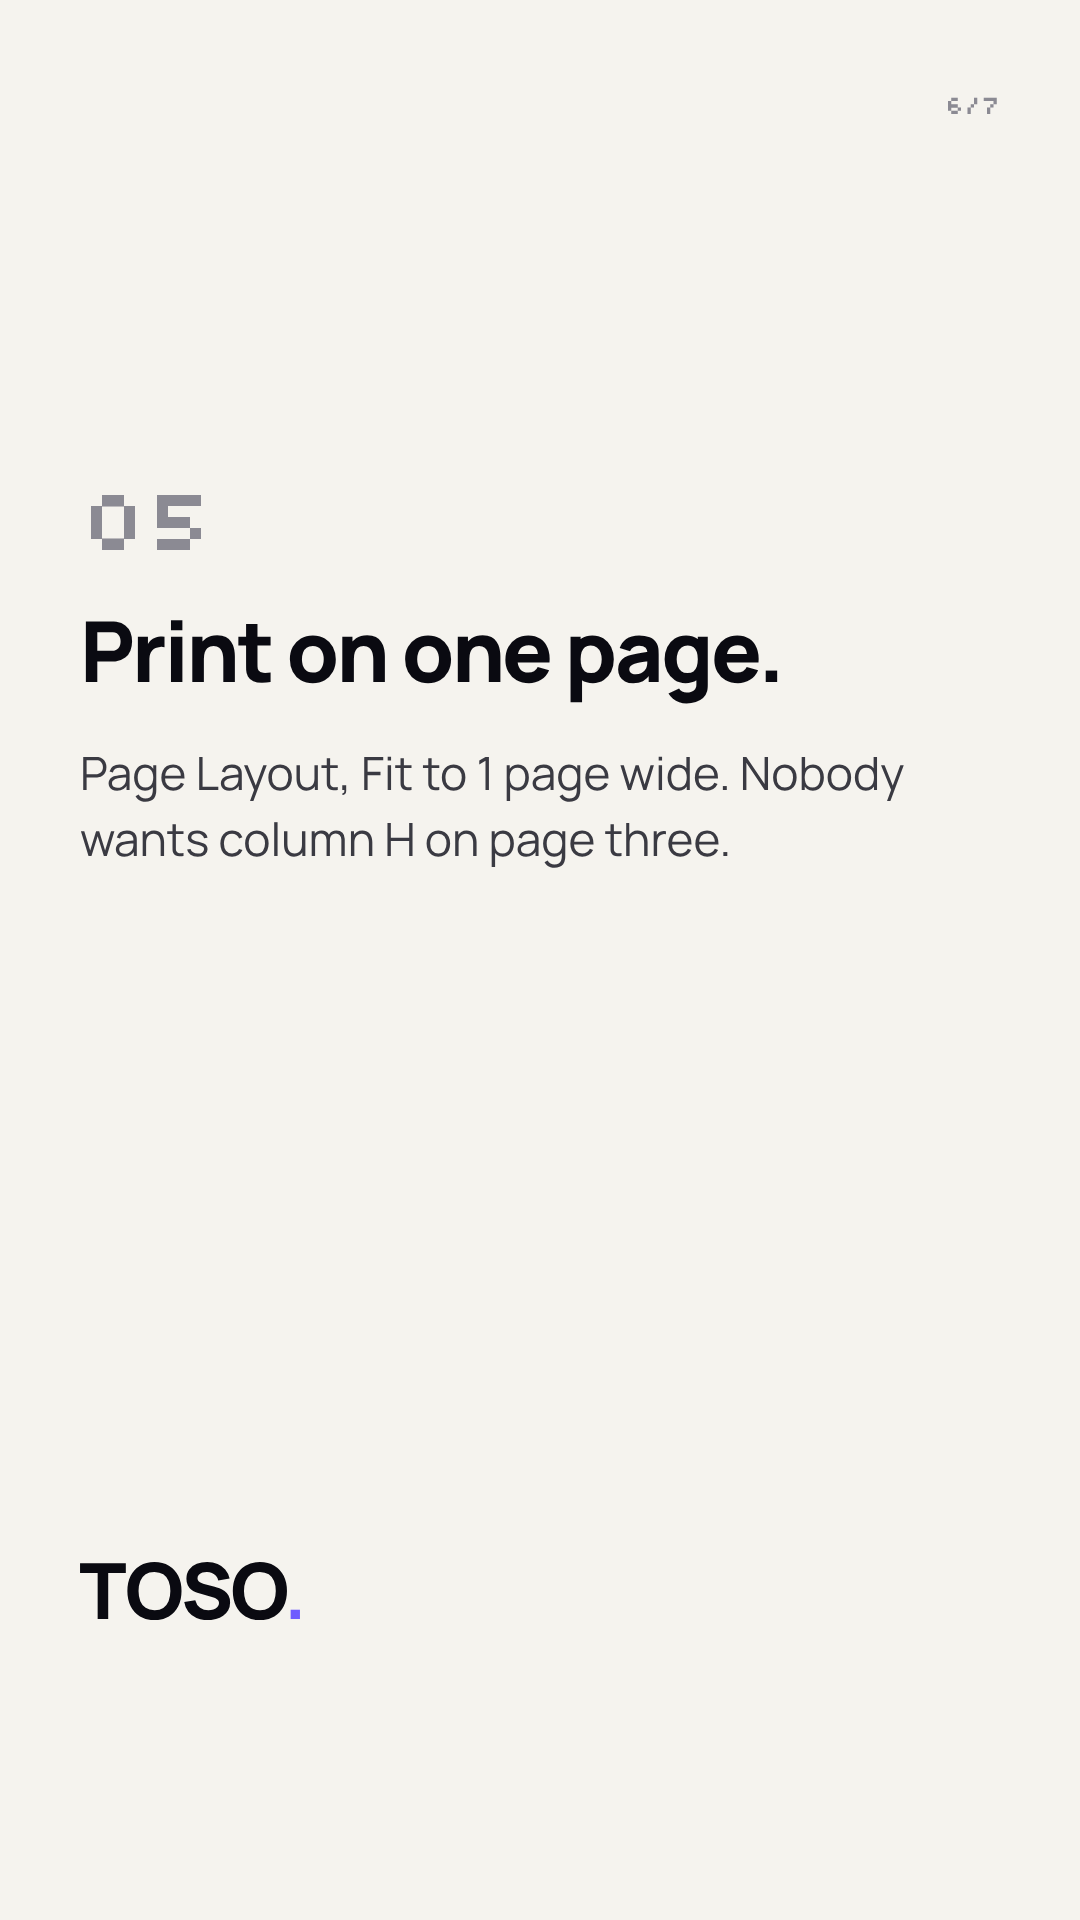 6/7
05
Print on one page.
Page Layout, Fit to 1 page wide. Nobody
wants column H on page three.
TOSO.